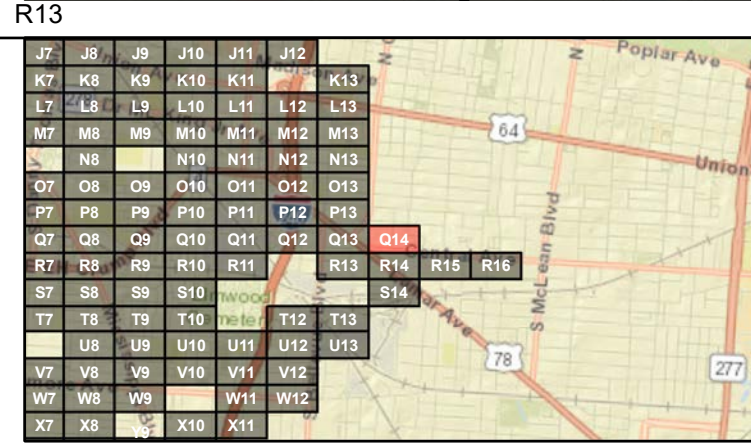 R13
J7 J8 J9 J10 J11 J12
Poplar Ave
K7 K8 K9 K10 K11 K13
L7 L8 L9 L10 L11 L12 L13
M7 M8 M9 M10 M11 M12 M13
64
N8 N10 N11 N12 N13
Union
O7 O8 O9 O10 O11 O12 O13
P7 P8 P9 P10 P11 P12 P13
S McLean Blvd
Q7 Q8 Q9 Q10 Q11 Q12 Q13 Q14
R7 R8 R9 R10 R11 R13 R14 R15 R16
S7 S8 S9 S10 S14
T7 T8 T9 T10 T12 T13
U8 U9 U10 U11 U12 U13
78
277
V7 V8 V9 V10 V11 V12
W7 W8 W9 W11 W12
X7 X8 Y9 X10 X11